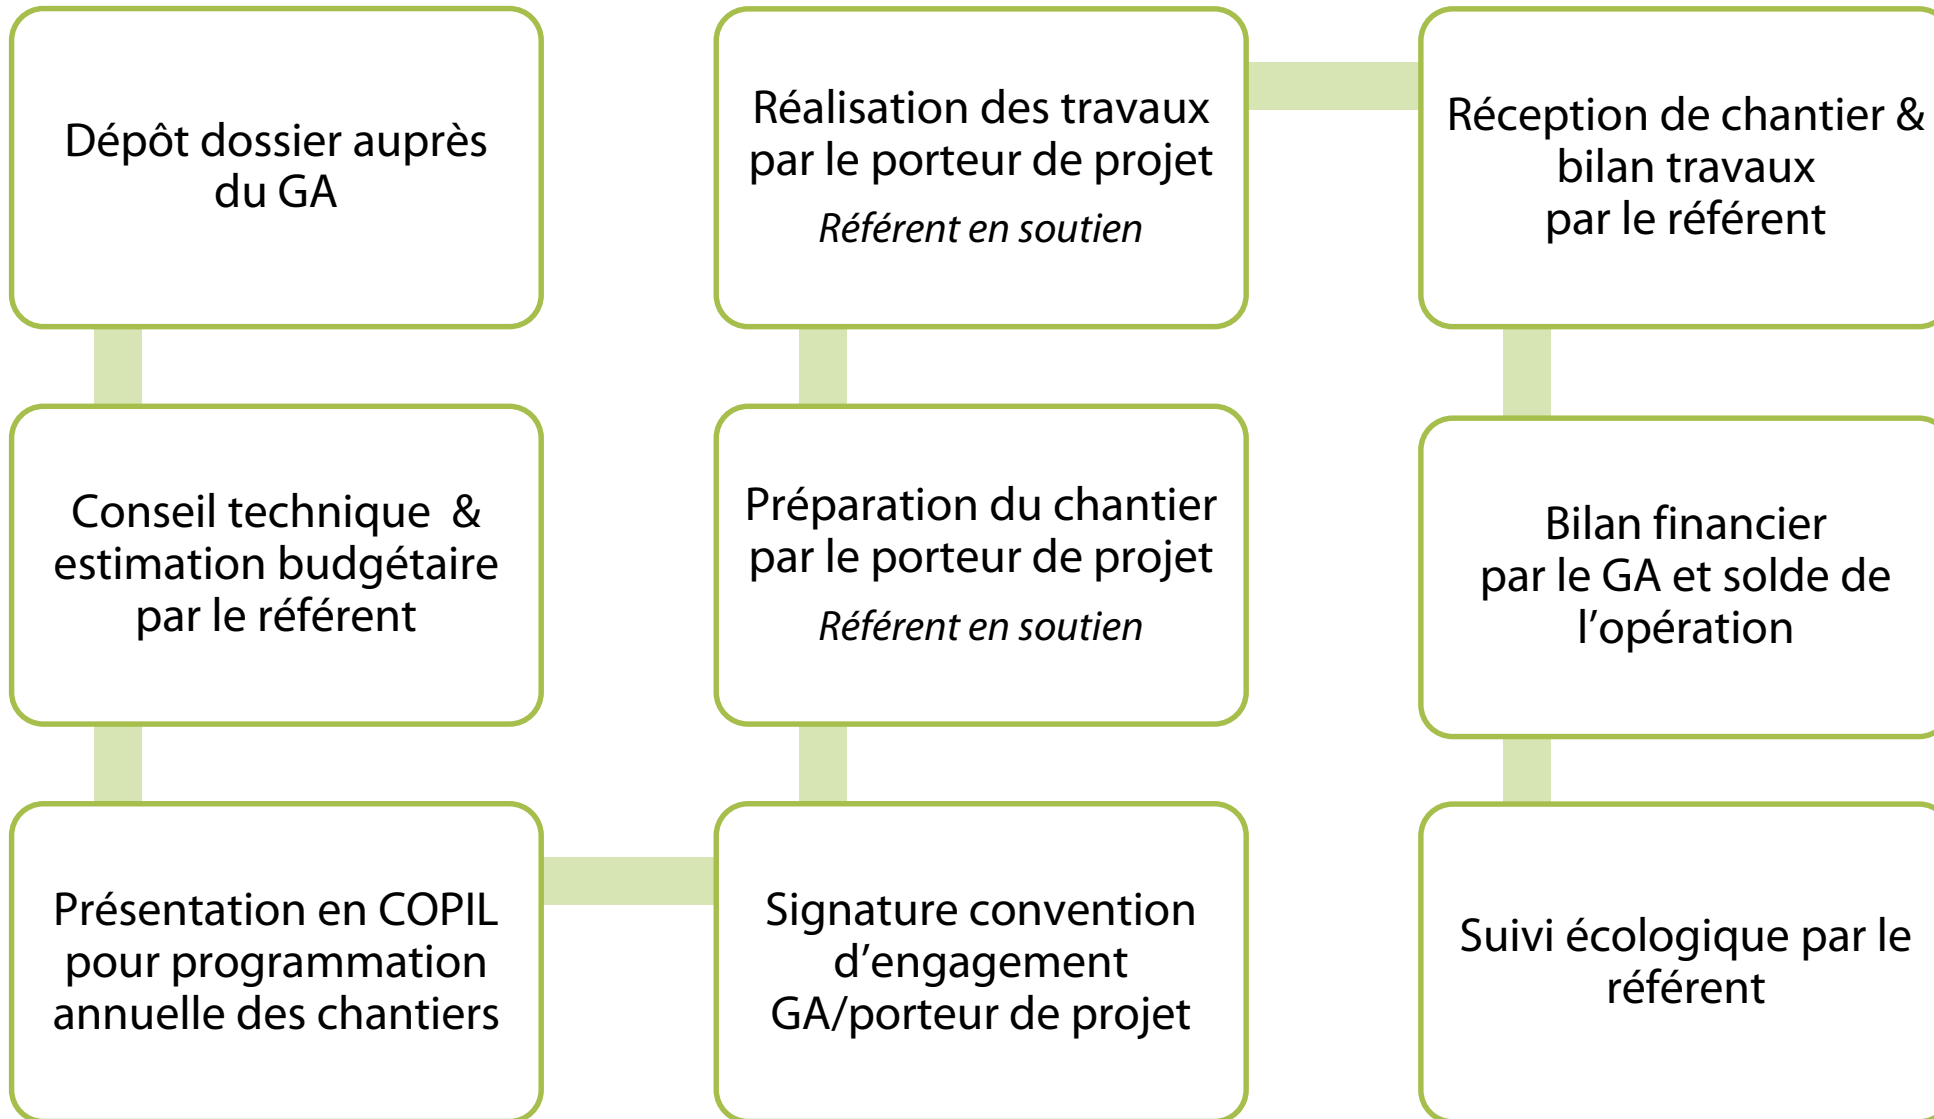 Dépôt dossier auprès
du GA
Conseil technique & 
estimation budgétaire
par le référent
Présentation en COPIL
pour programmation
annuelle des chantiers
Signature convention
d’engagement
GA/porteur de projet
Préparation du chantier
par le porteur de projet
Référent en soutien
Réalisation des travaux
par le porteur de projet
Référent en soutien
Réception de chantier &
bilan travaux
par le référent
Bilan financier
par le GA et solde de
l’opération
Suivi écologique par le
référent